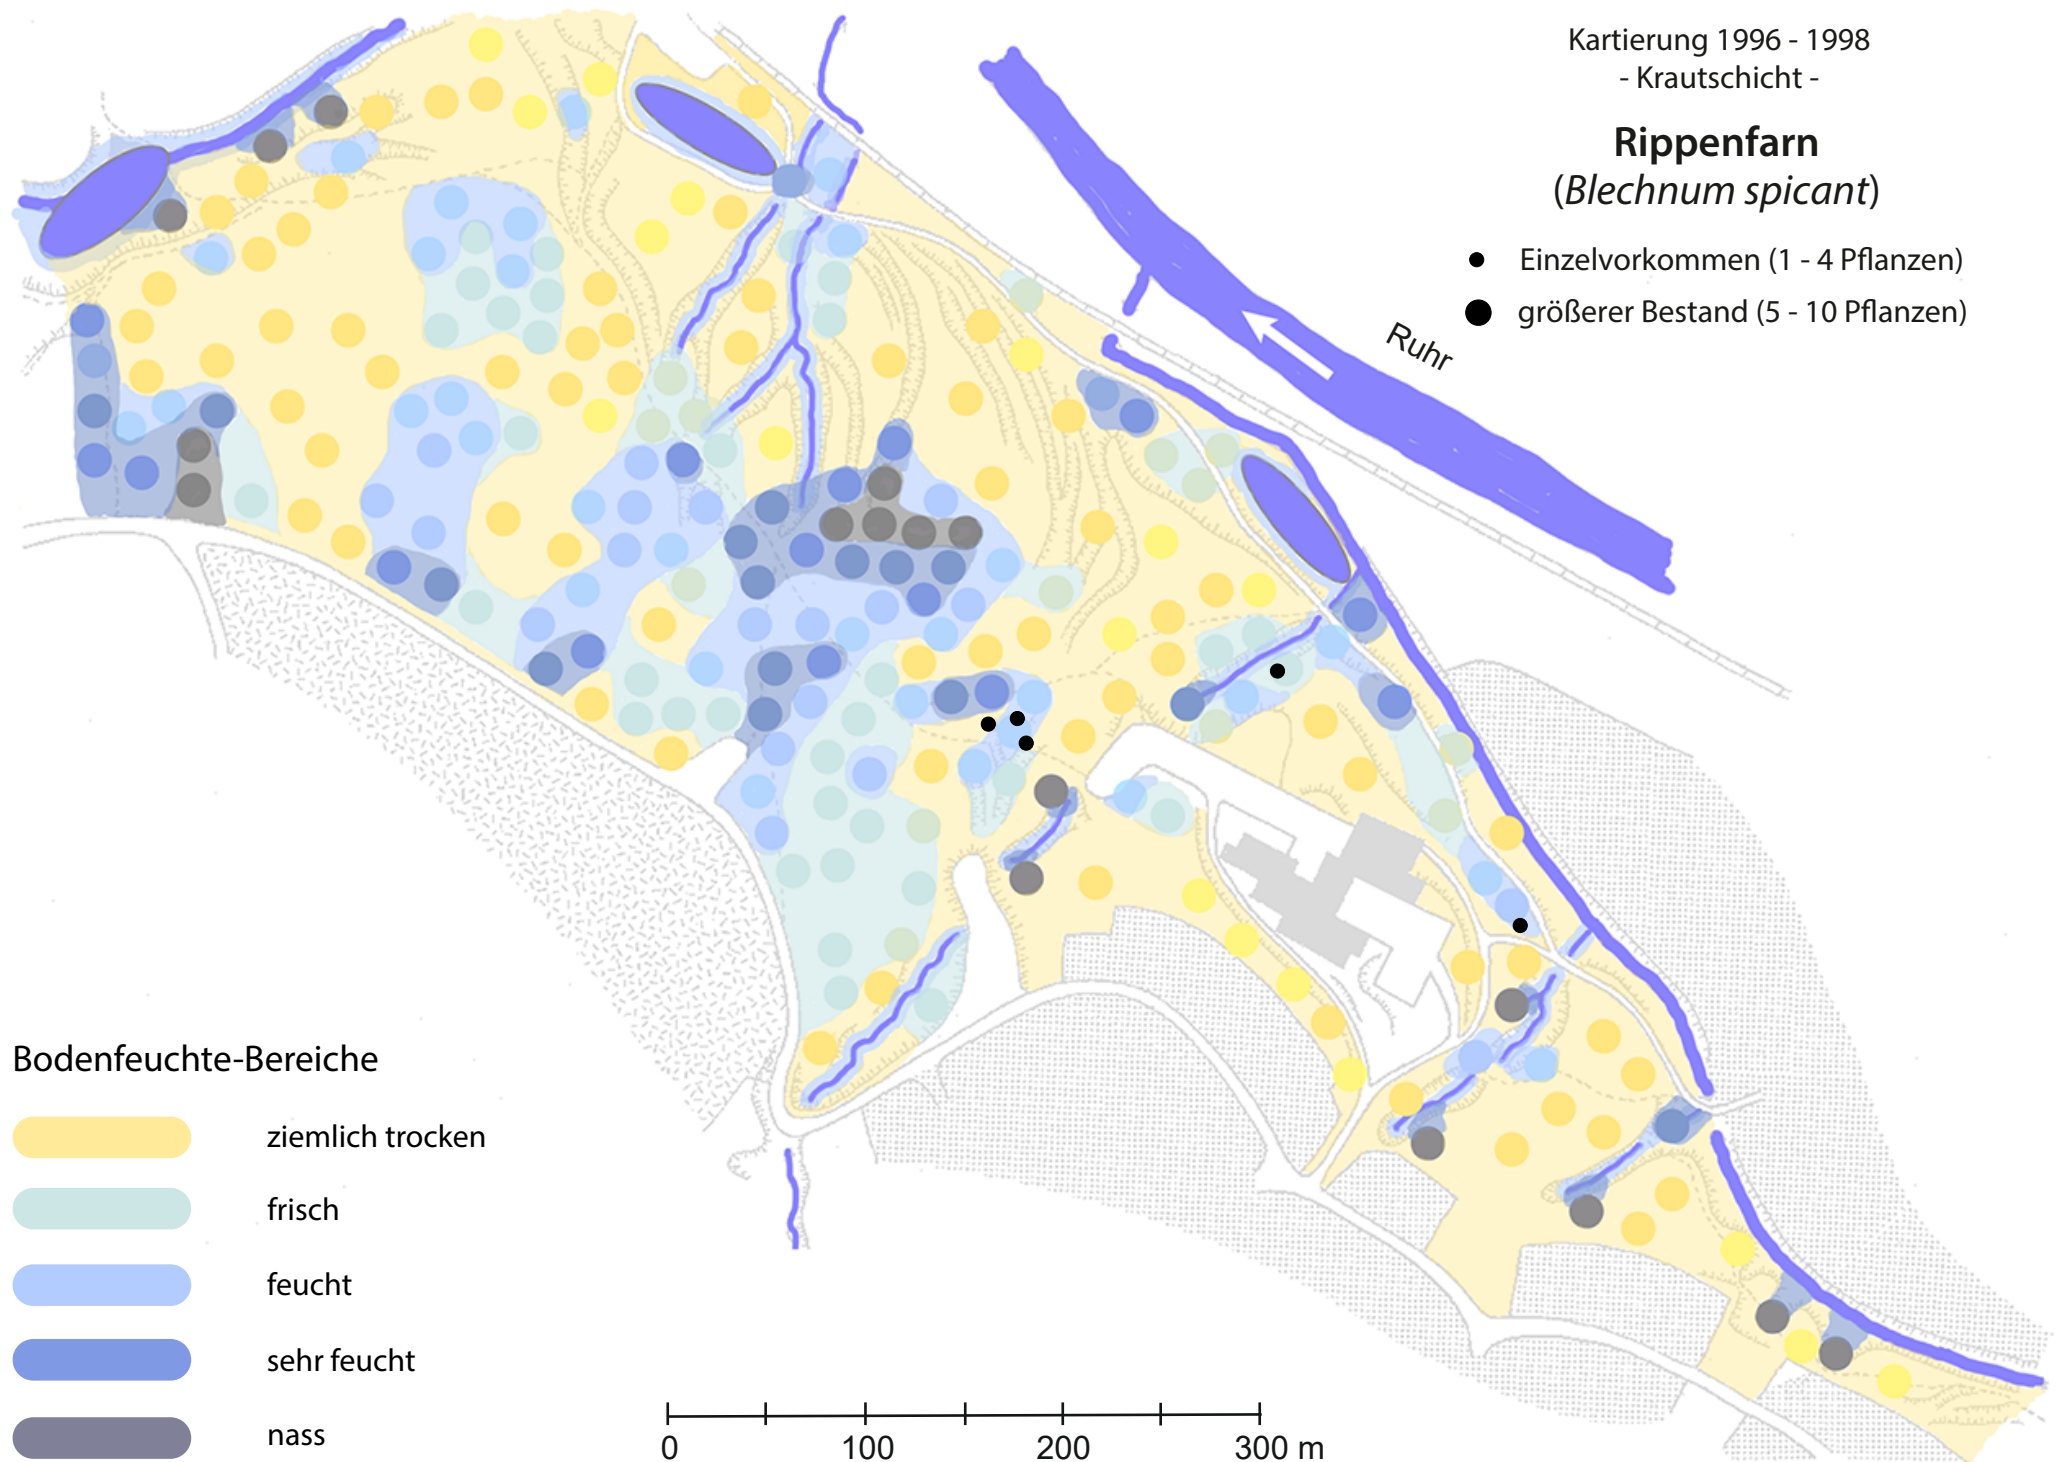 Kartierung 1996 - 1998
- Krautschicht -
Rippenfarn
(Blechnum spicant)
Einzelvorkommen (1 - 4 Pflanzen)
größerer Bestand (5 - 10 Pflanzen)
Ruhr
Bodenfeuchte-Bereiche
ziemlich trocken
frisch
feucht
sehr feucht
nass
0 100 200 300 m